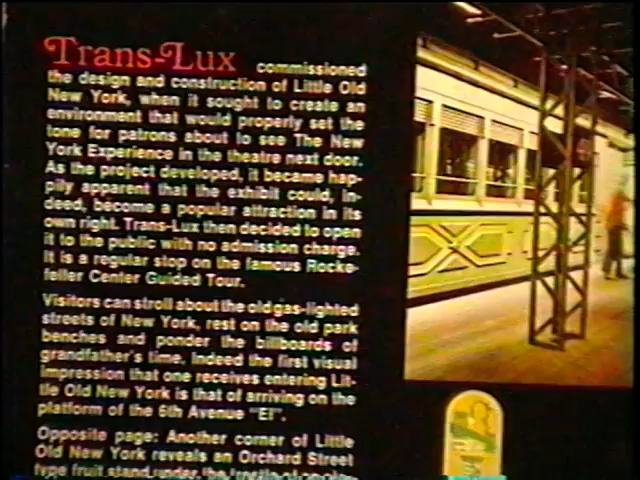 Trans-Lux commissioned
the design and construction of Little Old
New York, when it sought to create an
environment that would properly set the
tone for patrons about to see The New
York Experience in the theatre next door.
As the project developed, it became hap-
pily apparent that the exhibit could, in-
deed, become a popular attraction in its
own right. Trans-Lux then decided to open
it to the public with no admission charge.
It is a regular stop on the famous Rocke-
feller Center Guided Tour.
Visitors can stroll about the old gas-lighted
streets of New York, rest on the old park
benches and ponder the billboards of
grandfather's time. Indeed the first visual
impression that one receives entering Lit-
tle Old New York is that of arriving on the
platform of the 6th Avenue "El".
Opposite page: Another corner of Little
Old New York reveals an Orchard Street
type fruit stand under the trestle of